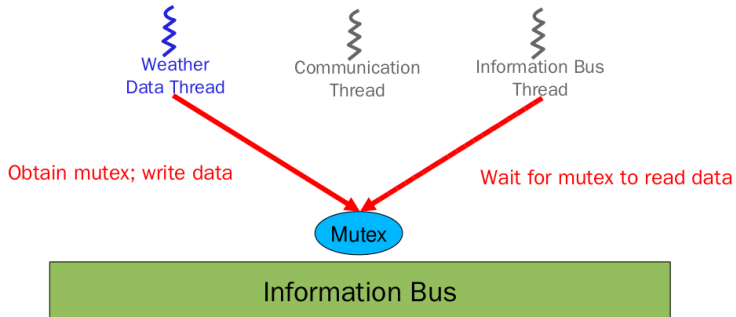 Weather
Data Thread
Communication
Thread
Information Bus
Thread
Obtain mutex; write data
Wait for mutex to read data
Mutex
Information Bus